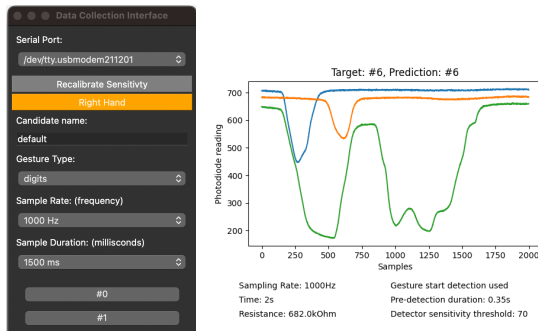 Data Collection Interface
Serial Port:
/dev/tty.usbmodem211201
Recalibrate Sensitivty
Right Hand
Candidate name:
default
Gesture Type:
digits
Sample Rate: (frequency)
1000 Hz
Sample Duration: (millisconds)
1500 ms
#0
#1
Target: #6, Prediction: #6
Photodiode reading
700
600
500
400
300
200
0 250 500 750 1000 1250 1500 1750 2000
Samples
Sampling Rate: 1000Hz
Time: 2s
Resistance: 682.0kOhm
Gesture start detection used
Pre-detection duration: 0.35s
Detector sensitivity threshold: 70